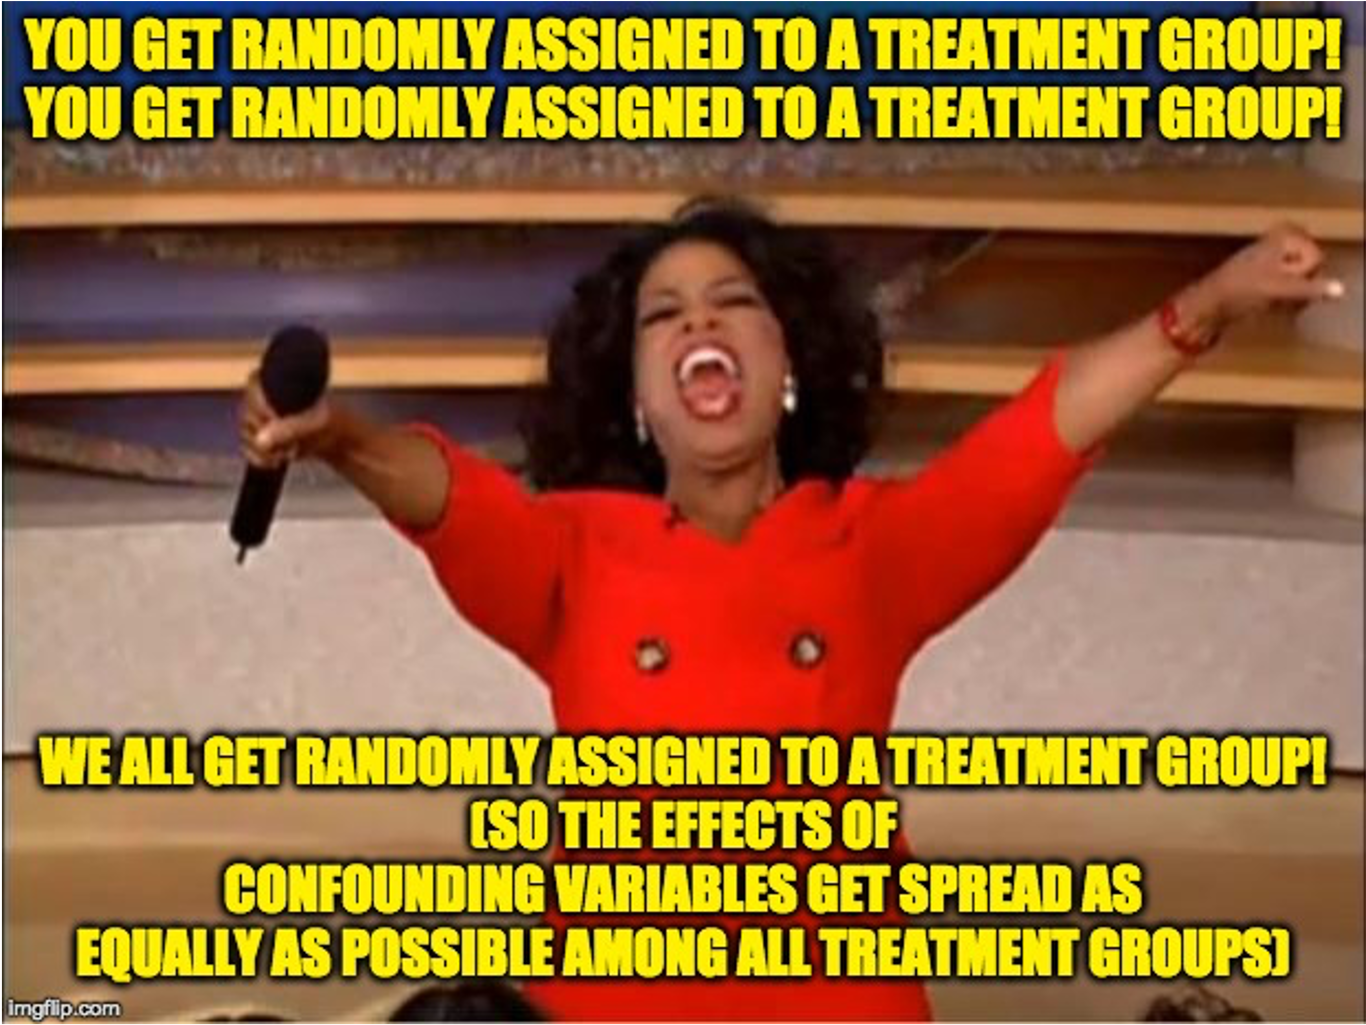 YOU GET RANDOMLY ASSIGNED TO A TREATMENT GROUP!
YOU GET RANDOMLY ASSIGNED TO A TREATMENT GROUP!
WE ALL GET RANDOMLY ASSIGNED TO A TREATMENT GROUP!
(SO THE EFFECTS OF
CONFOUNDING VARIABLES GET SPREAD AS
EQUALLY AS POSSIBLE AMONG ALL TREATMENT GROUPS)
imgflip.com